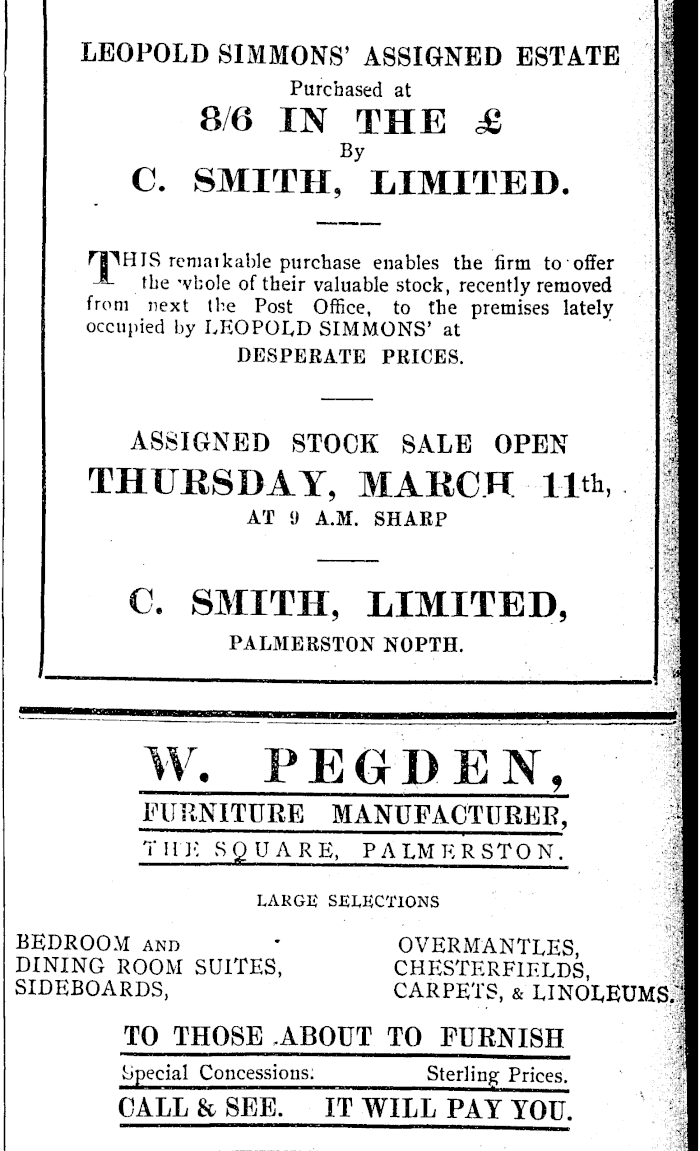 LEOPOLD SIMMONS' ASSIGNED ESTATE
Purchased at
8/6 IN THE £
By
C. SMITH, LIMITED.
THIS remarkable purchase enables the firm to offer
the whole of their valuable stock, recently removed
from next the Post Office, to the premises lately
occupied by LEOPOLD SIMMONS' at
DESPERATE PRICES.
ASSIGNED STOCK SALE OPEN
THURSDAY, MARCH 11th,
AT 9 A.M. SHARP
C. SMITH, LIMITED,
PALMERSTON NOPTH.
W. PEGDEN,
FURNITURE MANUFACTURER,
THE SQUARE, PALMERSTON.
LARGE SELECTIONS
BEDROOM AND
DINING ROOM SUITES,
SIDEBOARDS,
OVERMANTLES,
CHESTERFIELDS,
CARPETS, & LINOLEUMS.
TO THOSE ABOUT TO FURNISH
Special Concessions. Sterling Prices.
CALL & SEE. IT WILL PAY YOU.